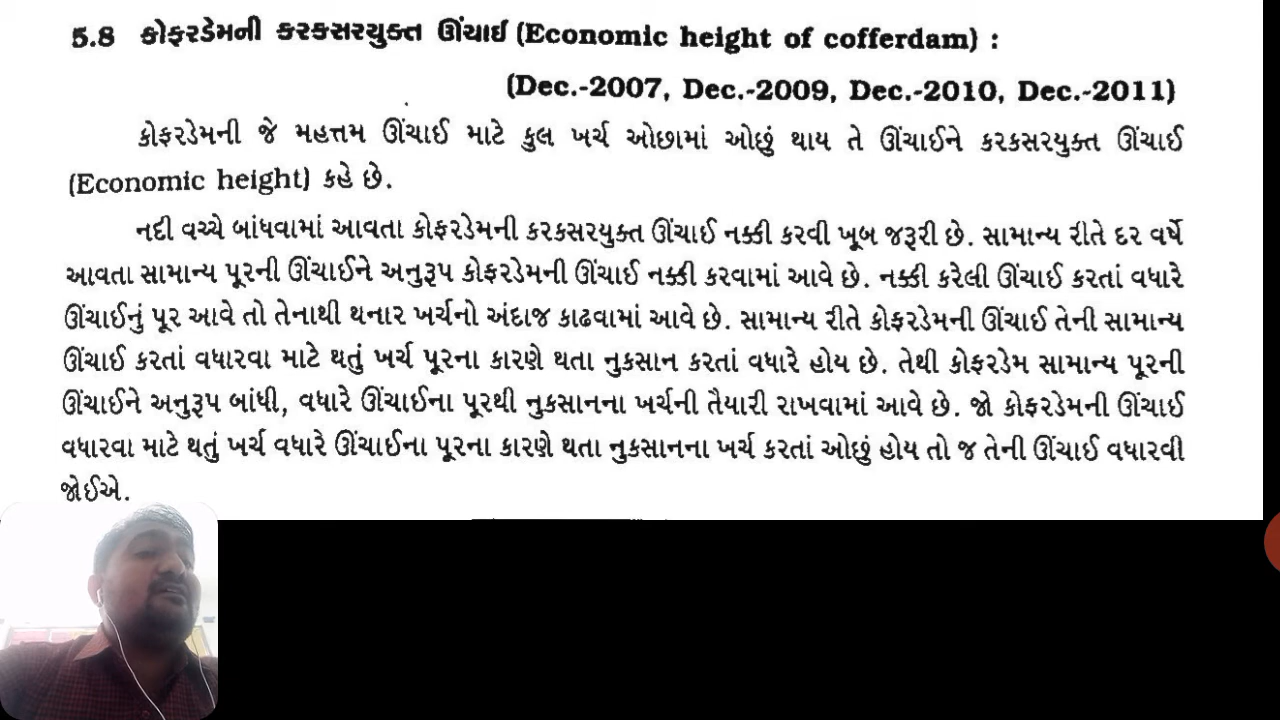 5.8 કોફરડેમની કરકસરયુક્ત ઊંચાઈ (Economic height of cofferdam) :
(Dec.-2007, Dec.-2009, Dec.-2010, Dec.-2011)
કોફરડેમની જે મહત્તમ ઊંચાઈ માટે કુલ ખર્ચ ઓછામાં ઓછું થાય તે ઊંચાઈને કરકસરયુક્ત ઊંચાઈ
(Economic height) કહે છે.
નદી વચ્ચે બાંધવામાં આવતા કોફરડેમની કરકસરયુક્ત ઊંચાઈ નક્કી કરવી ખૂબ જરૂરી છે. સામાન્ય રીતે દર વર્ષે
આવતા સામાન્ય પૂરની ઊંચાઈને અનુરૂપ કોફરડેમની ઊંચાઈ નક્કી કરવામાં આવે છે. નક્કી કરેલી ઊંચાઈ કરતાં વધારે
ઊંચાઈનું પૂર આવે તો તેનાથી થનાર ખર્ચનો અંદાજ કાઢવામાં આવે છે. સામાન્ય રીતે કોફરડેમની ઊંચાઈ તેની સામાન્ય
ઊંચાઈ કરતાં વધારવા માટે થતું ખર્ચ પૂરના કારણે થતા નુકસાન કરતાં વધારે હોય છે. તેથી કોફરડેમ સામાન્ય પૂરની
ઊંચાઈને અનુરૂપ બાંધી, વધારે ઊંચાઈના પૂરથી નુકસાનના ખર્ચની તૈયારી રાખવામાં આવે છે. જો કોફરડેમની ઊંચાઈ
વધારવા માટે થતું ખર્ચ વધારે ઊંચાઈના પૂરના કારણે થતા નુકસાનના ખર્ચ કરતાં ઓછું હોય તો જ તેની ઊંચાઈ વધારવી
જોઈએ.